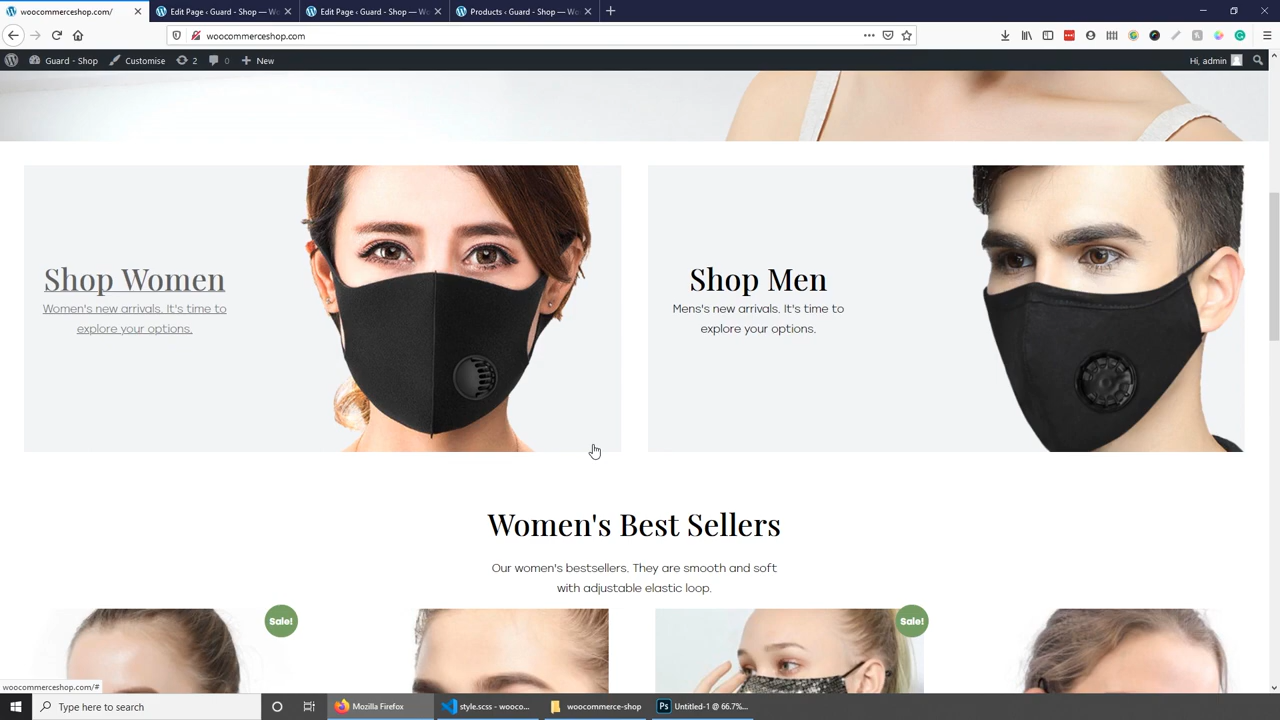 woocommerceshop.com/
Edit Page ‹ Guard - Shop — Wo
Edit Page ‹ Guard - Shop — Wo
Products ‹ Guard - Shop — Wo
woocommerceshop.com
Guard - Shop
Customise
2
0
New
Hi, admin
Shop Women
Women's new arrivals. It's time to
explore your options.
Shop Men
Mens's new arrivals. It's time to
explore your options.
Women's Best Sellers
Our women's bestsellers. They are smooth and soft
with adjustable elastic loop.
Sale!
Sale!
woocommerceshop.com/#
Type here to search
Mozilla Firefox
style.scss - wooco...
woocommerce-shop
Untitled-1 @ 66.7%...